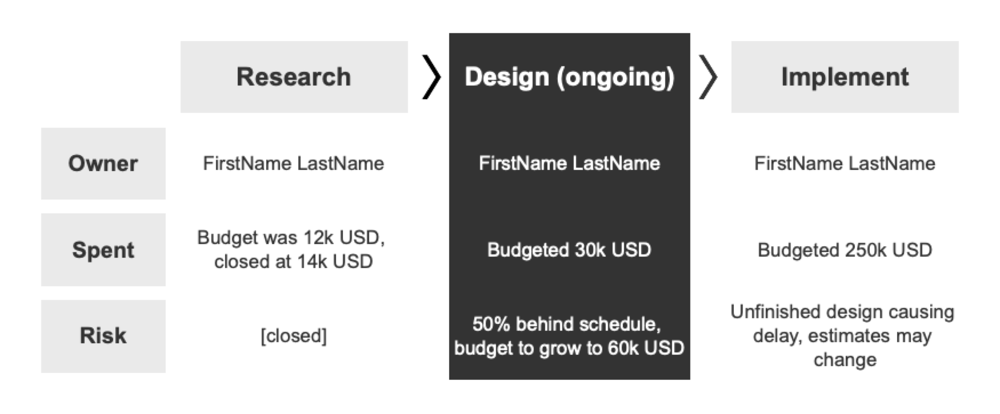 Research
Design (ongoing)
Implement
Owner
FirstName LastName
FirstName LastName
FirstName LastName
Spent
Budget was 12k USD,
closed at 14k USD
Budgeted 30k USD
Budgeted 250k USD
Risk
[closed]
50% behind schedule,
budget to grow to 60k USD
Unfinished design causing
delay, estimates may
change